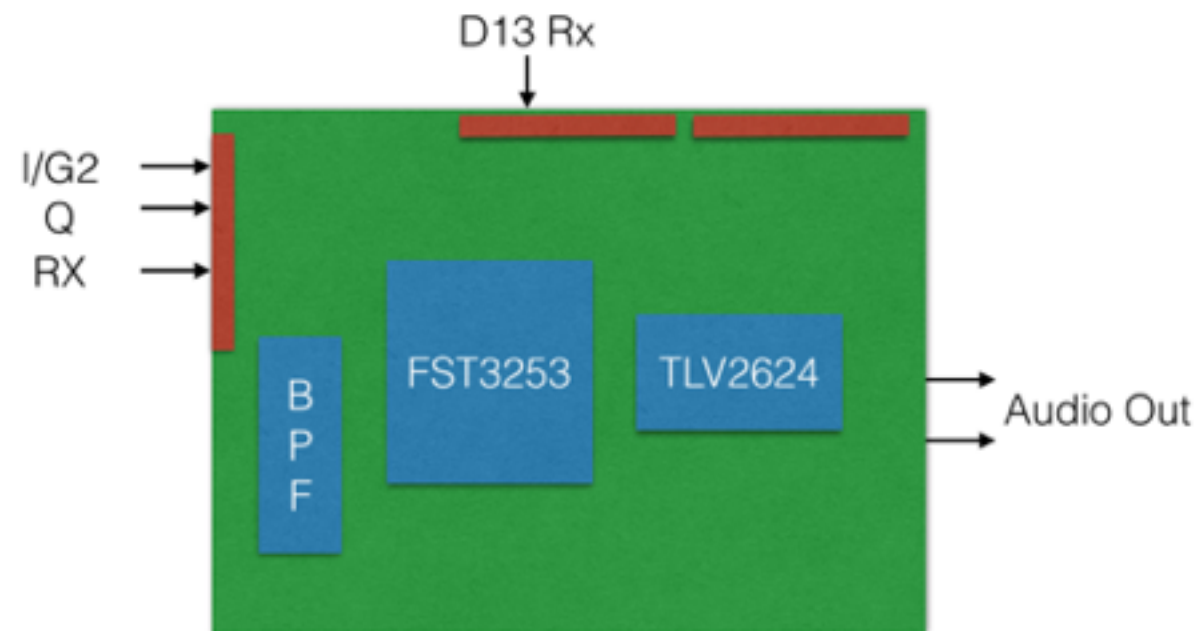 D13 Rx
I/G2
Q
RX
B
P
F
FST3253
TLV2624
Audio Out